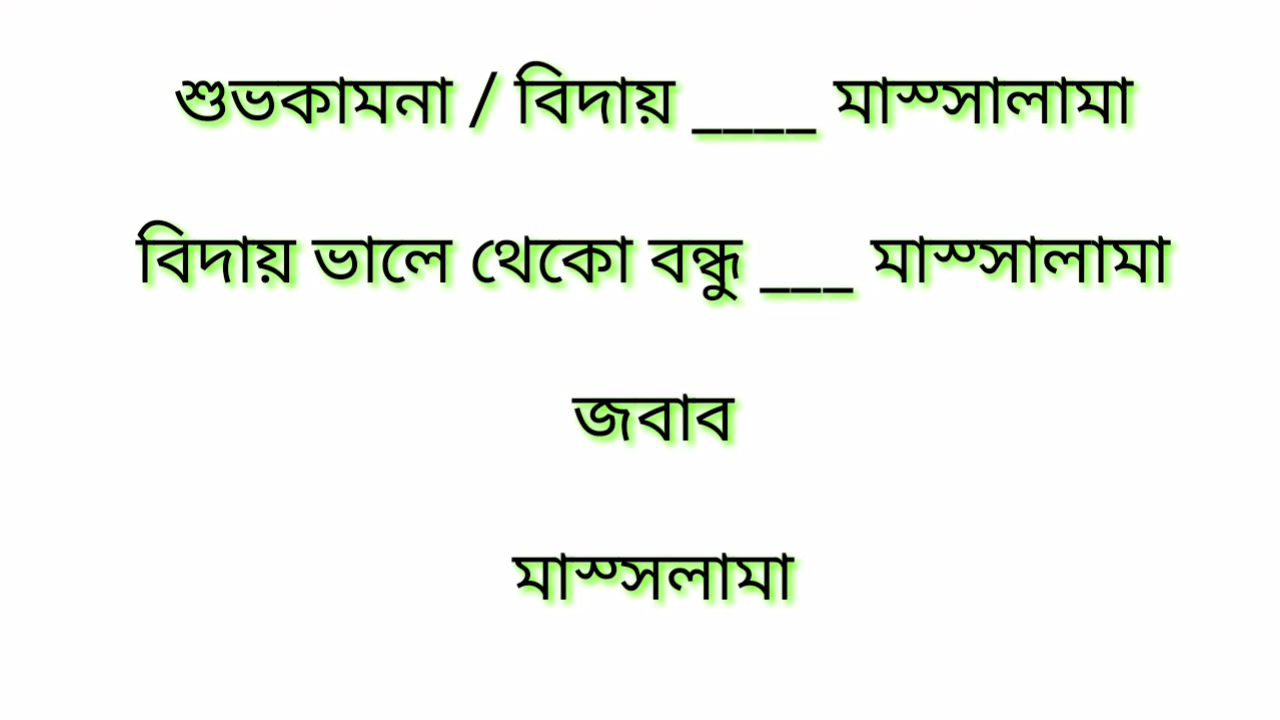 শুভকামনা / বিদায় ____ মাস্সালামা
বিদায় ভালে থেকো বন্ধু ___ মাস্সালামা
জবাব
মাস্সলামা